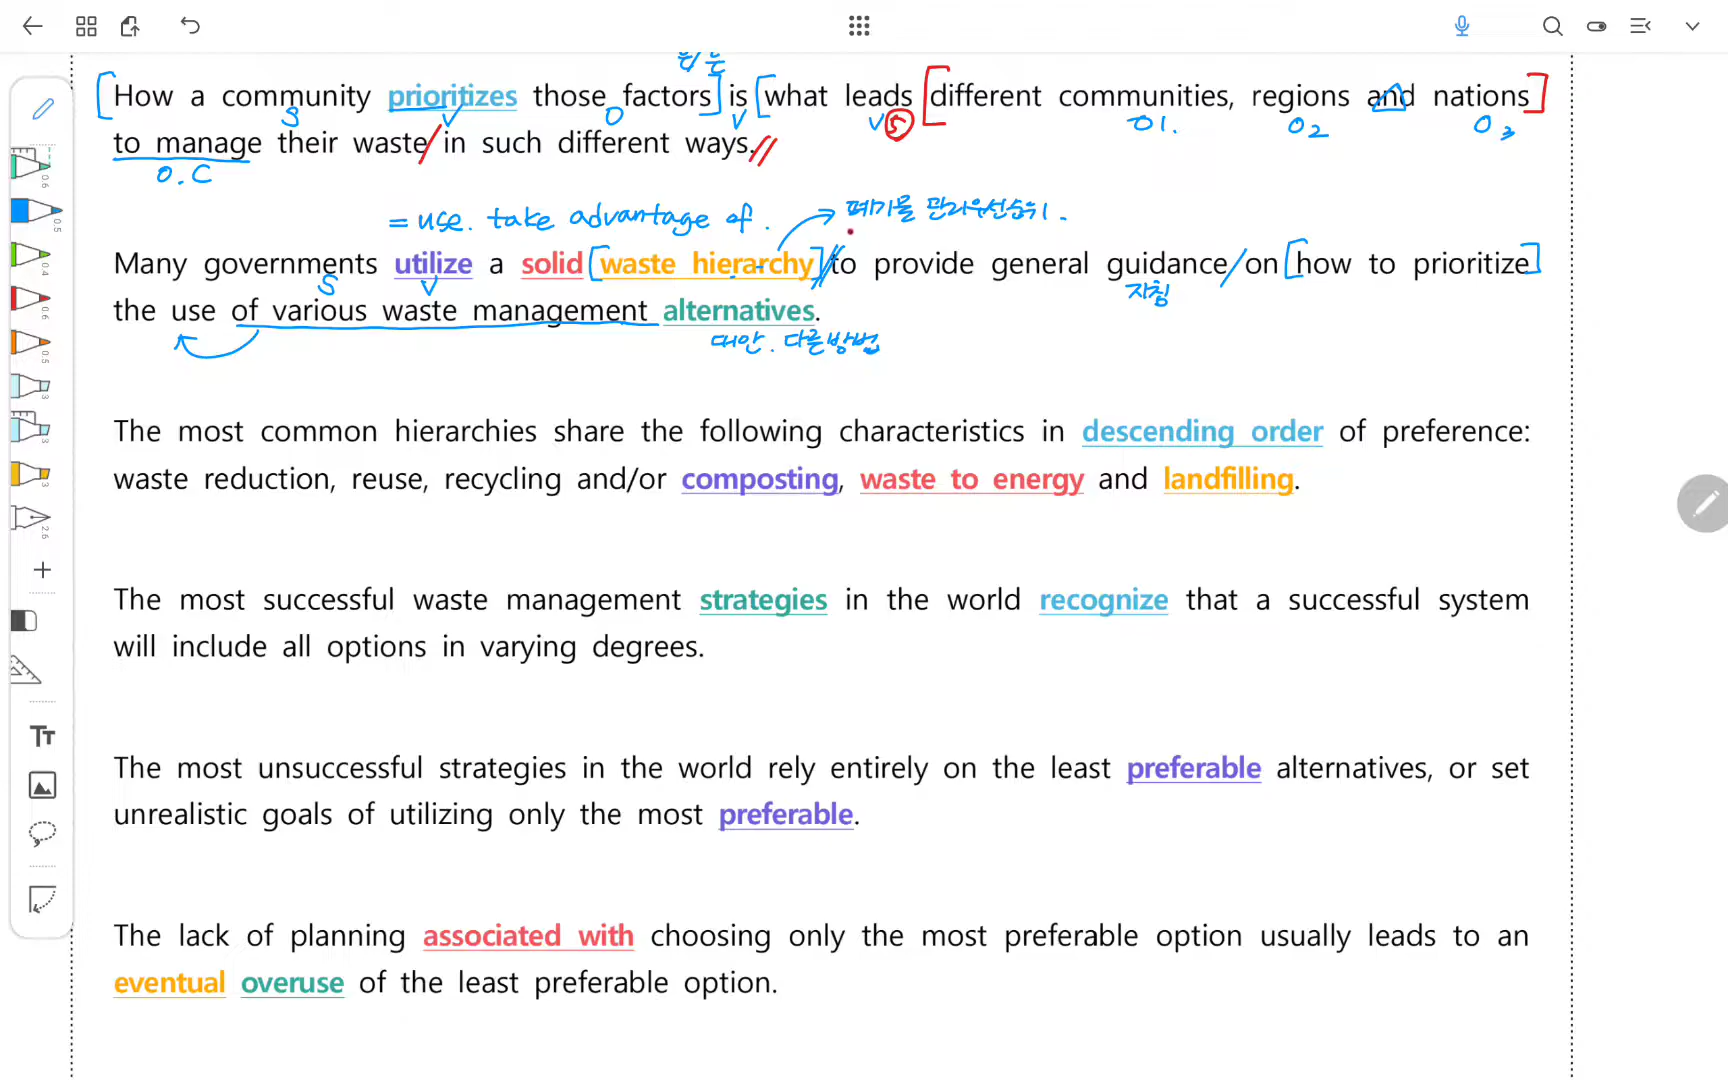 How a community prioritizes those factors is what leads different communities, regions and nations
S V O V V ⑤ O1. O2 O3
to manage their waste in such different ways.
O.C
= use. take advantage of. 폐기물 관리우선순위.
Many governments utilize a solid waste hierarchy to provide general guidance on how to prioritize
S V 지침
the use of various waste management alternatives.
대안. 다른방법
The most common hierarchies share the following characteristics in descending order of preference:
waste reduction, reuse, recycling and/or composting, waste to energy and landfilling.
The most successful waste management strategies in the world recognize that a successful system
will include all options in varying degrees.
The most unsuccessful strategies in the world rely entirely on the least preferable alternatives, or set
unrealistic goals of utilizing only the most preferable.
The lack of planning associated with choosing only the most preferable option usually leads to an
eventual overuse of the least preferable option.